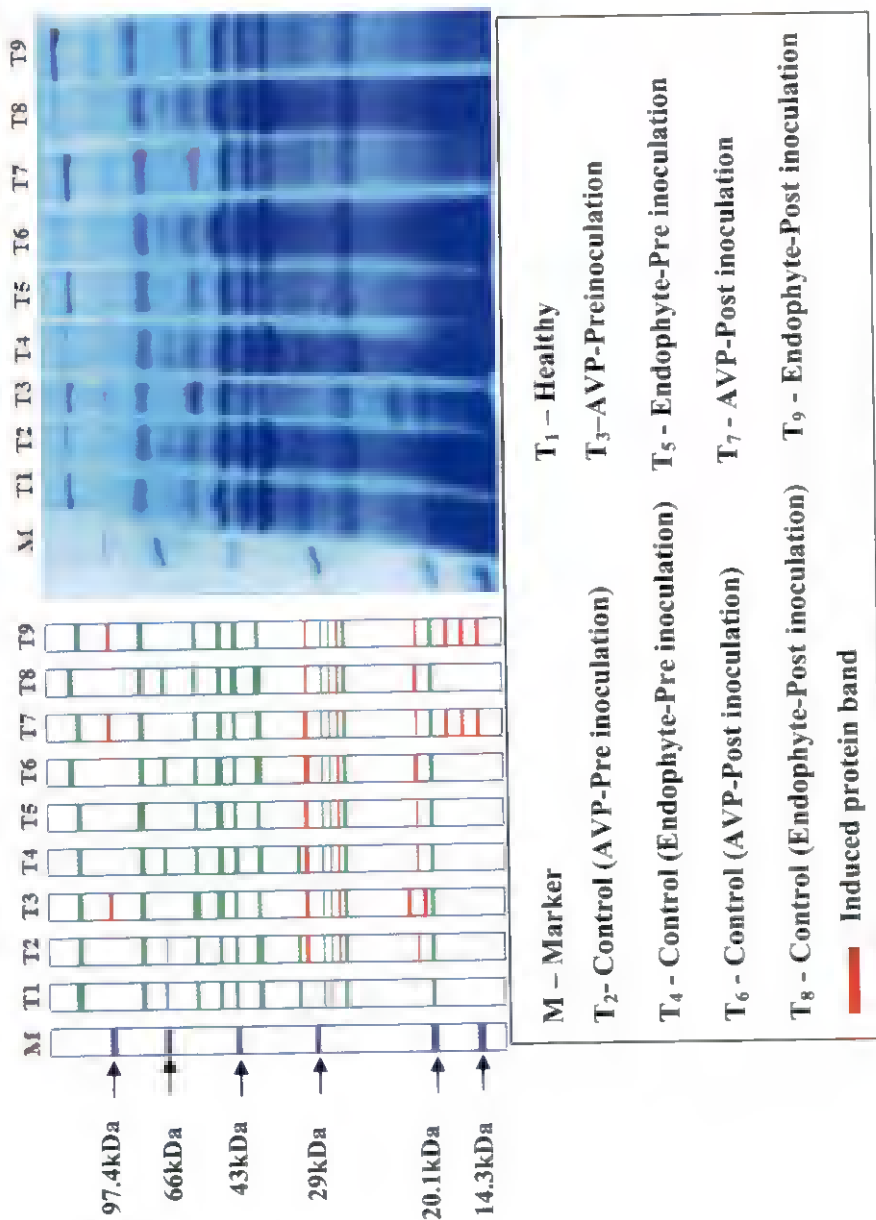 M T1 T2 T3 T4 T5 T6 T7 T8 T9
M T1 T2 T3 T4 T5 T6 T7 T8 T9
97.4kDa
66kDa
43kDa
29kDa
20.1kDa
14.3kDa
M – Marker
T₁ – Healthy
T₂- Control (AVP-Pre inoculation)
T₃–AVP-Preinoculation
T₄ - Control (Endophyte-Pre inoculation)
T₅ - Endophyte-Pre inoculation
T₆ - Control (AVP-Post inoculation)
T₇ - AVP-Post inoculation
T₈ - Control (Endophyte-Post inoculation)
T₉ - Endophyte-Post inoculation
Induced protein band